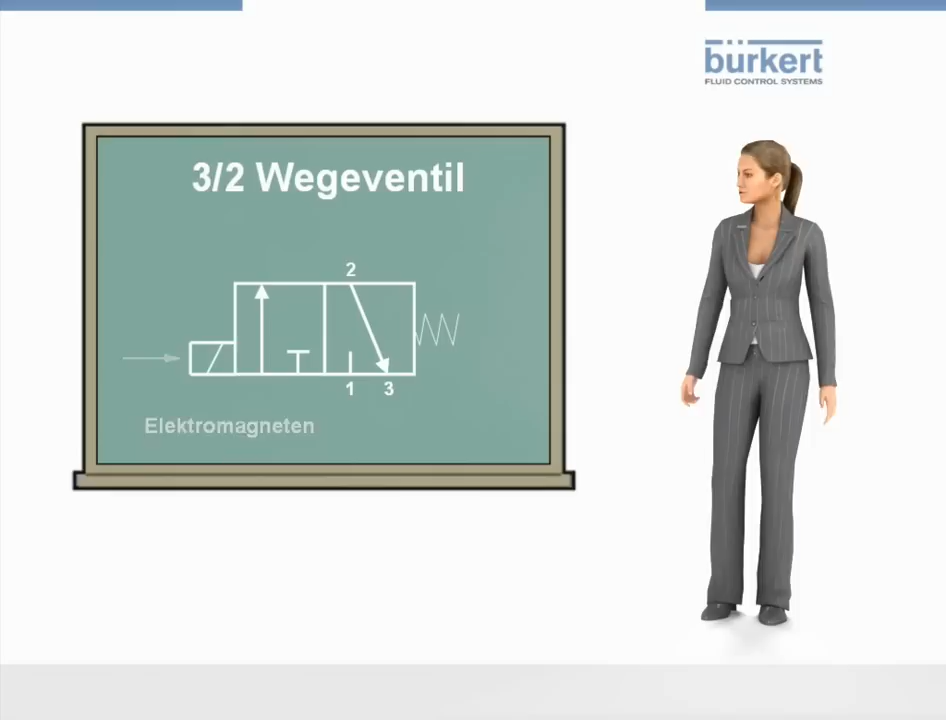 bürkert
FLUID CONTROL SYSTEMS
3/2 Wegeventil
2
1 3
Elektromagneten